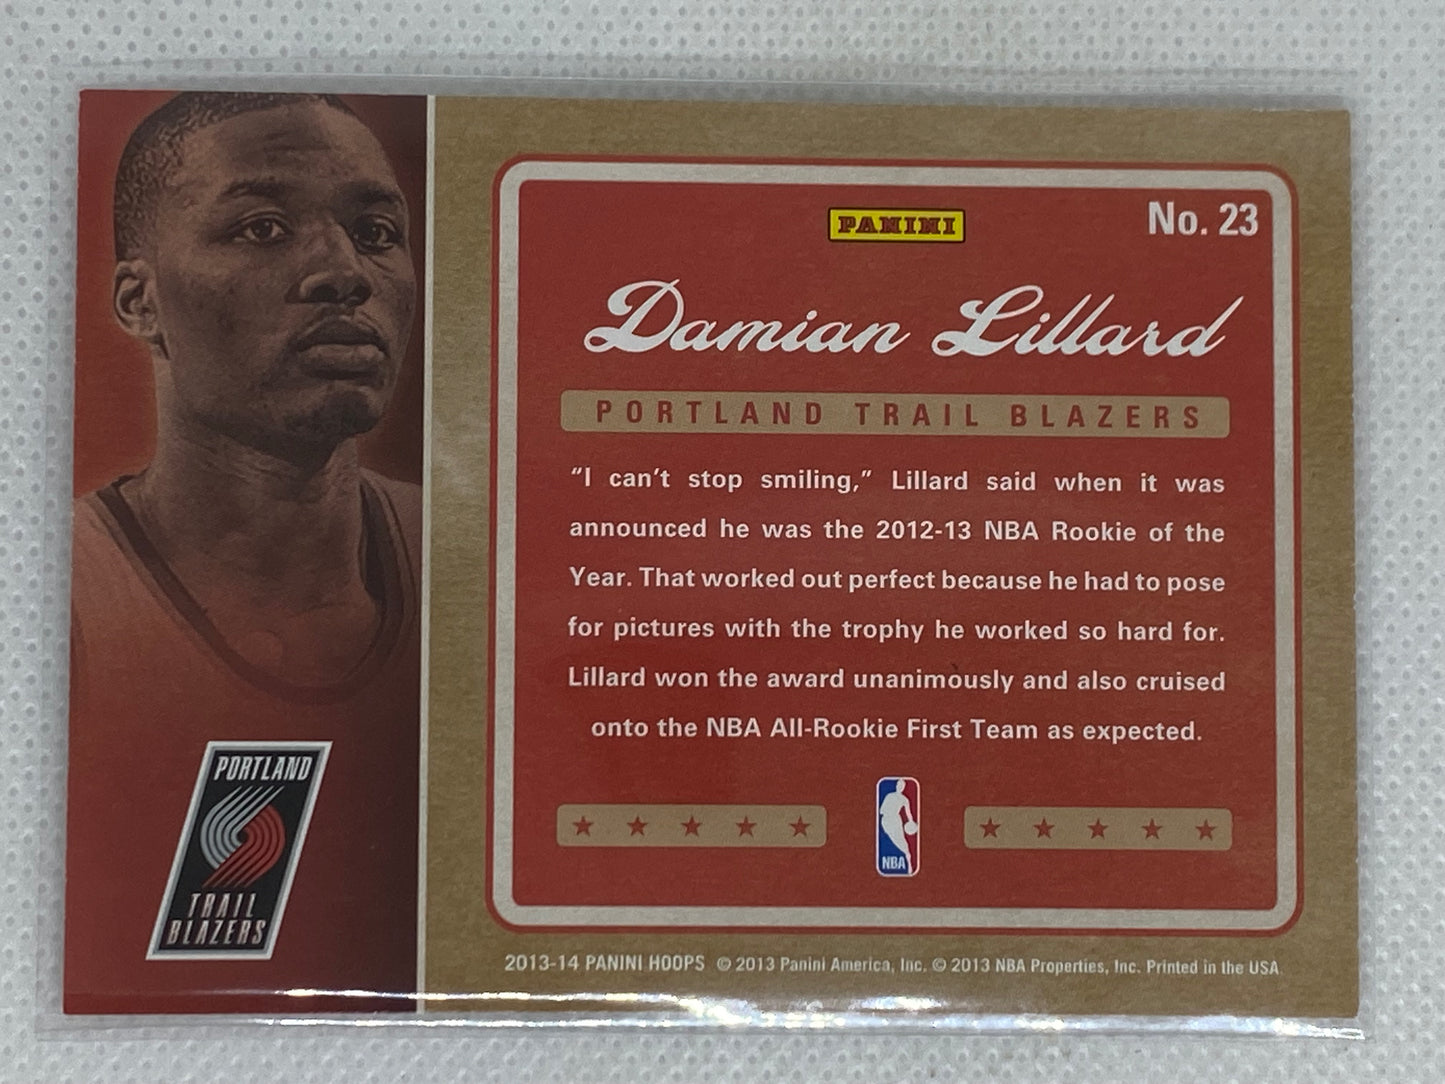 PANINI
No. 23
Damian Lillard
PORTLAND TRAIL BLAZERS
“I can’t stop smiling,” Lillard said when it was
announced he was the 2012-13 NBA Rookie of the
Year. That worked out perfect because he had to pose
for pictures with the trophy he worked so hard for.
Lillard won the award unanimously and also cruised
onto the NBA All-Rookie First Team as expected.
NBA
PORTLAND
TRAIL
BLAZERS
2013-14 PANINI HOOPS © 2013 Panini America, Inc. © 2013 NBA Properties, Inc. Printed in the USA